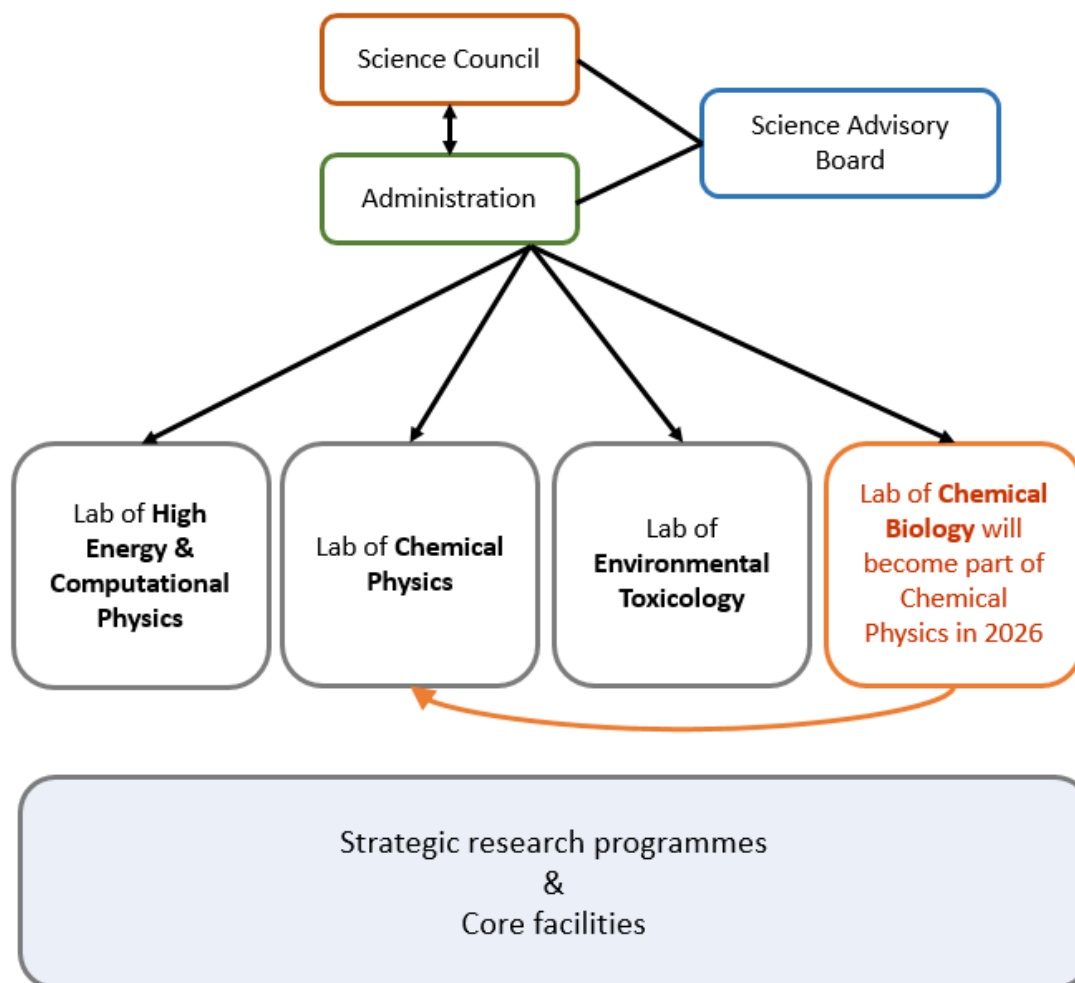 Science Council
Science Advisory
Board
Administration
Lab of High
Energy &
Computational
Physics
Lab of Chemical
Physics
Lab of
Environmental
Toxicology
Lab of Chemical
Biology will
become part of
Chemical
Physics in 2026
Strategic research programmes
&
Core facilities